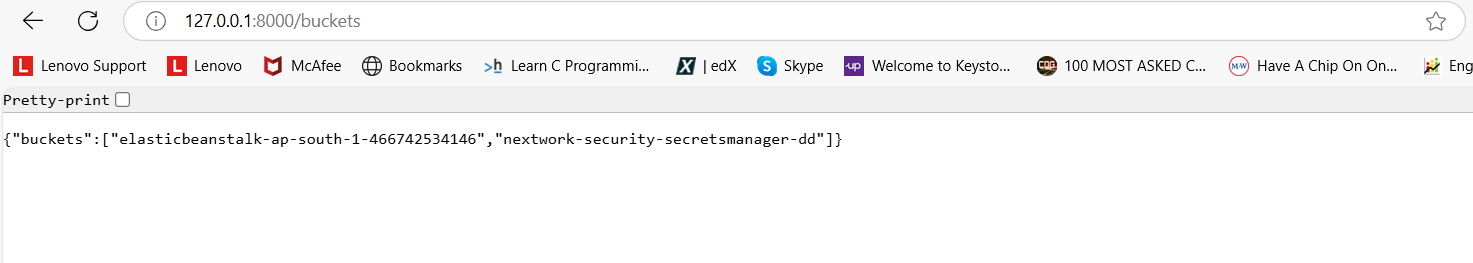 127.0.0.1:8000/buckets
L Lenovo Support L Lenovo McAfee Bookmarks >h Learn C Programmi... X | edX S Skype up Welcome to Keysto... CDG 100 MOST ASKED C... M-W Have A Chip On On... Eng
Pretty-print
{"buckets":["elasticbeanstalk-ap-south-1-466742534146","nextwork-security-secretsmanager-dd"]}